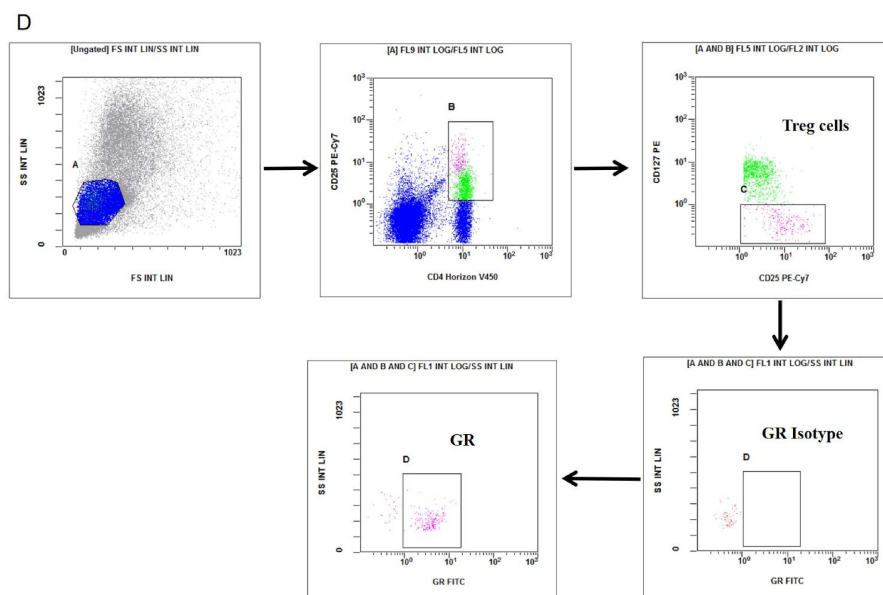 D
[Ungated] FS INT LIN/SS INT LIN
1023
SS INT LIN
A
0
0
1023
FS INT LIN
[A] FL9 INT LOG/FL5 INT LOG
10³
CD25 PE-Cy7
10²
10¹
10⁰
B
10⁰
10¹
10²
10³
CD4 Horizon V450
[A AND B] FL5 INT LOG/FL2 INT LOG
10³
CD127 PE
10²
10¹
10⁰
Treg cells
C
10⁰
10¹
10²
10³
CD25 PE-Cy7
[A AND B AND C] FL1 INT LOG/SS INT LIN
1023
SS INT LIN
0
GR
D
10⁰
10¹
10²
10³
GR FITC
[A AND B AND C] FL1 INT LOG/SS INT LIN
1023
SS INT LIN
0
GR Isotype
D
10⁰
10¹
10²
10³
GR FITC